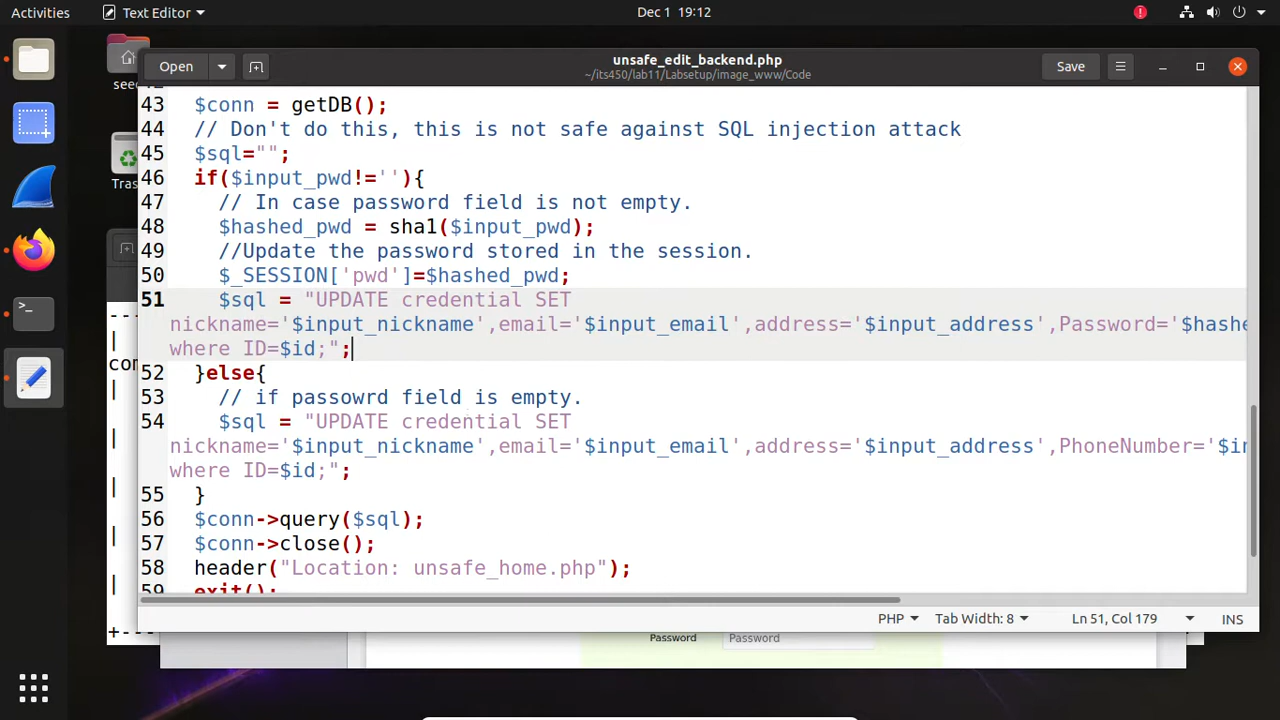 Activities Text Editor Dec 1 19:12
unsafe_edit_backend.php
Open Save
~/its450/lab11/Labsetup/image_www/Code
seed
Tras
con
43 $conn = getDB();
44 // Don't do this, this is not safe against SQL injection attack
45 $sql="";
46 if($input_pwd!=''){
47 // In case password field is not empty.
48 $hashed_pwd = sha1($input_pwd);
49 //Update the password stored in the session.
50 $_SESSION['pwd']=$hashed_pwd;
51 $sql = "UPDATE credential SET
nickname='$input_nickname',email='$input_email',address='$input_address',Password='$hashe
where ID=$id;";
52 }else{
53 // if passowrd field is empty.
54 $sql = "UPDATE credential SET
nickname='$input_nickname',email='$input_email',address='$input_address',PhoneNumber='$in
where ID=$id;";
55 }
56 $conn->query($sql);
57 $conn->close();
58 header("Location: unsafe_home.php");
59 exit();
PHP Tab Width: 8 Ln 51, Col 179 INS
Password Password